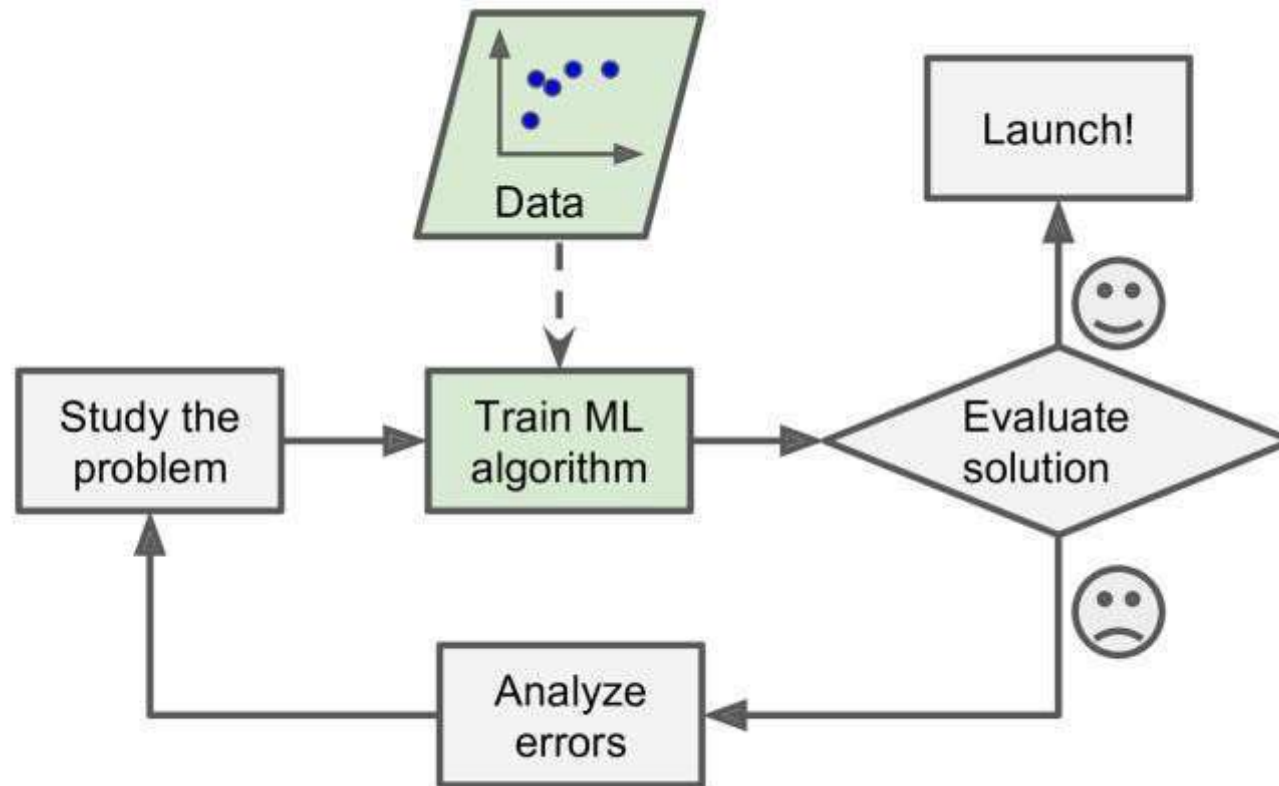 Data
Launch!
Study the
problem
Train ML
algorithm
Evaluate
solution
Analyze
errors